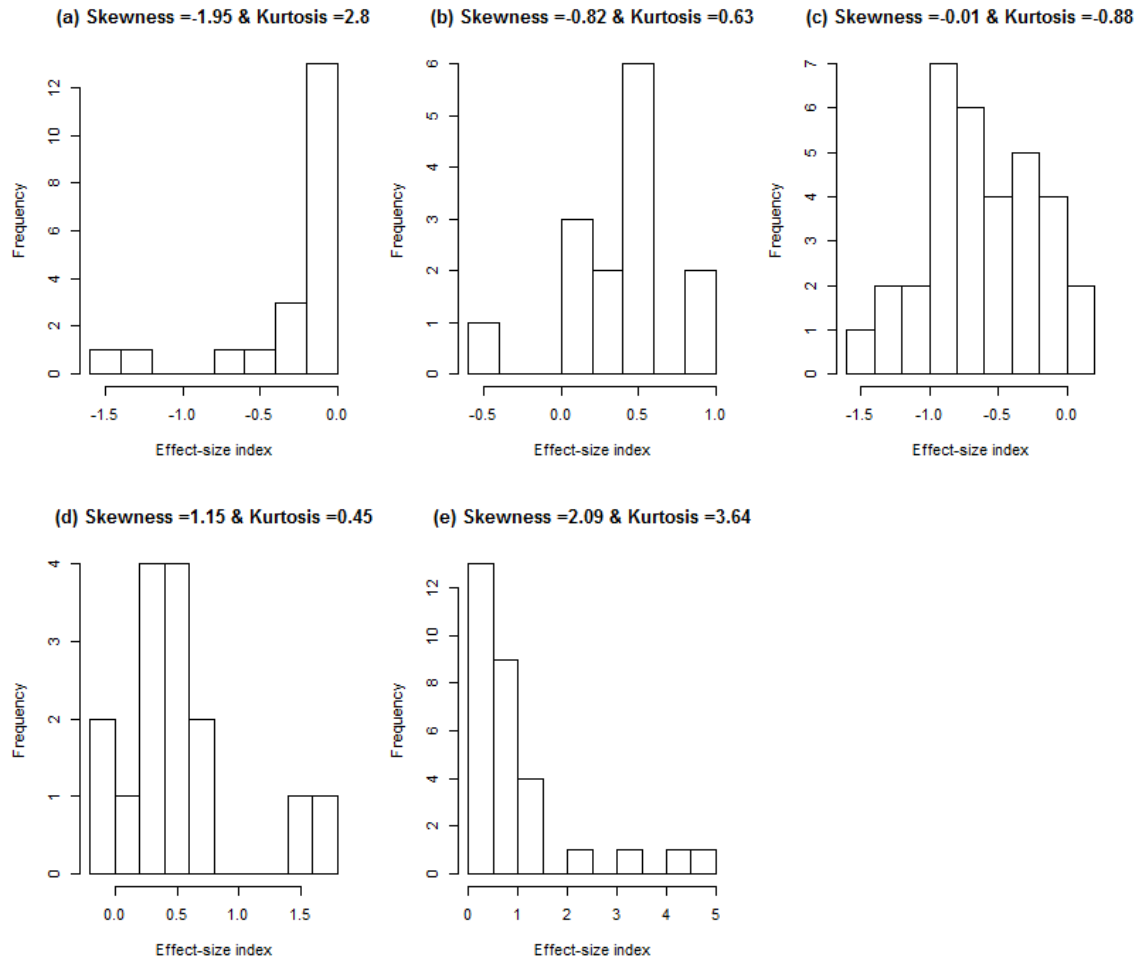 (a) Skewness =-1.95 & Kurtosis =2.8
(b) Skewness =-0.82 & Kurtosis =0.63
(c) Skewness =-0.01 & Kurtosis =-0.88
Frequency
0 2 4 6 8 10 12
-1.5 -1.0 -0.5 0.0
Effect-size index
Frequency
0 1 2 3 4 5 6
-0.5 0.0 0.5 1.0
Effect-size index
Frequency
0 1 2 3 4 5 6 7
-1.5 -1.0 -0.5 0.0
Effect-size index
(d) Skewness =1.15 & Kurtosis =0.45
(e) Skewness =2.09 & Kurtosis =3.64
Frequency
0 1 2 3 4
0.0 0.5 1.0 1.5
Effect-size index
Frequency
0 2 4 6 8 10 12
0 1 2 3 4 5
Effect-size index